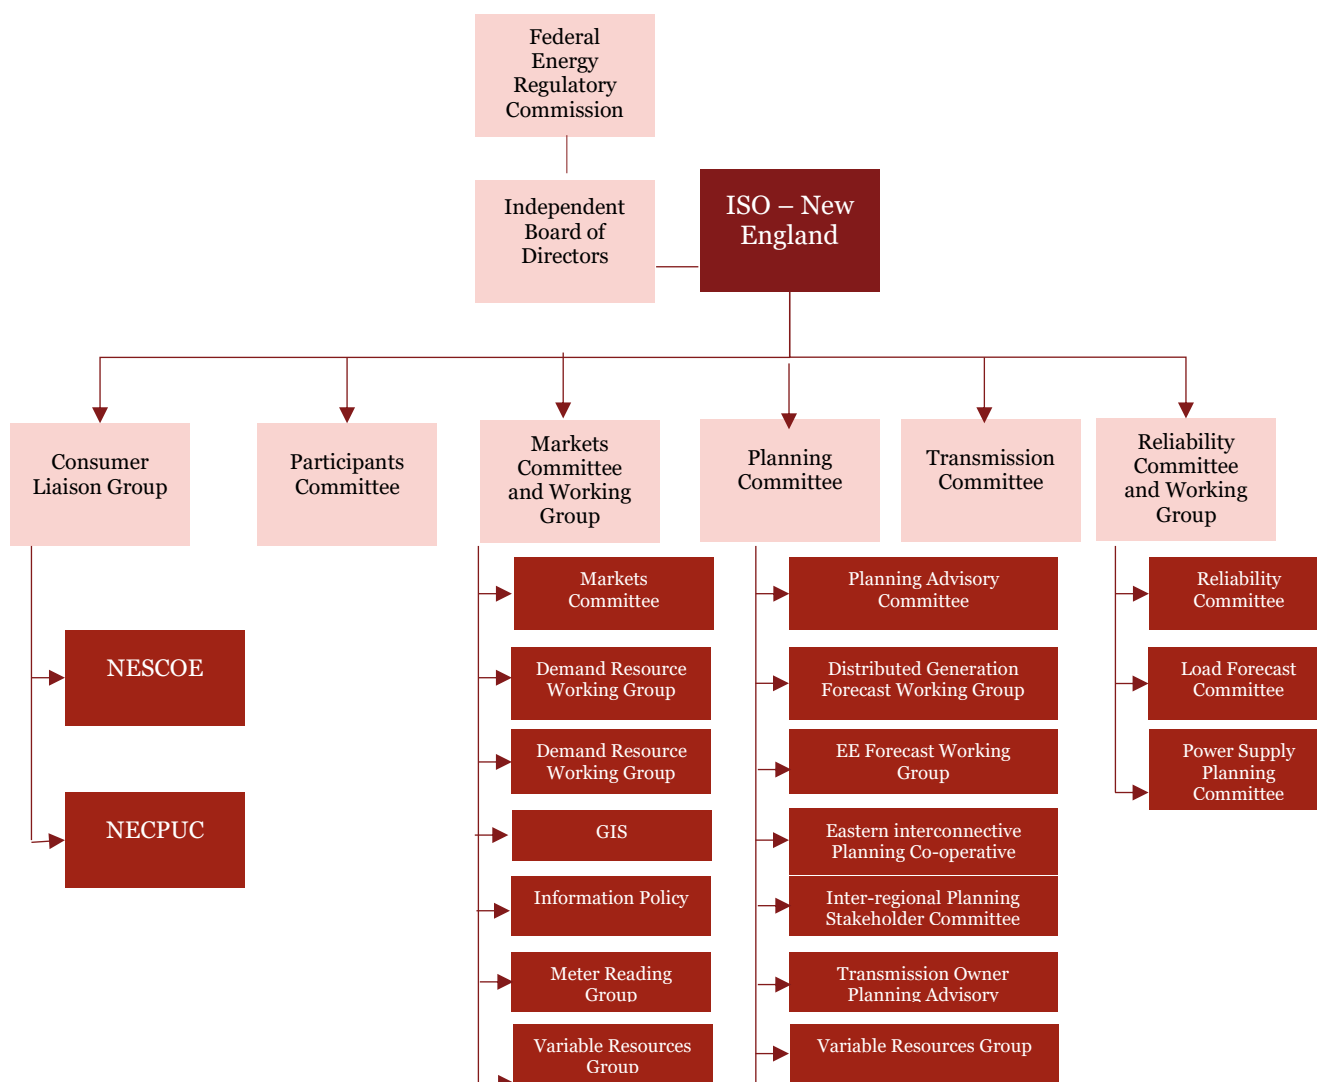 Federal
Energy
Regulatory
Commission
Independent
Board of
Directors
ISO – New
England
Consumer
Liaison Group
Participants
Committee
Markets
Committee
and Working
Group
Planning
Committee
Transmission
Committee
Reliability
Committee
and Working
Group
NESCOE
NECPUC
Markets
Committee
Demand Resource
Working Group
Demand Resource
Working Group
GIS
Information Policy
Meter Reading
Group
Variable Resources
Group
Planning Advisory
Committee
Distributed Generation
Forecast Working Group
EE Forecast Working
Group
Eastern interconnective
Planning Co-operative
Inter-regional Planning
Stakeholder Committee
Transmission Owner
Planning Advisory
Variable Resources Group
Reliability
Committee
Load Forecast
Committee
Power Supply
Planning
Committee